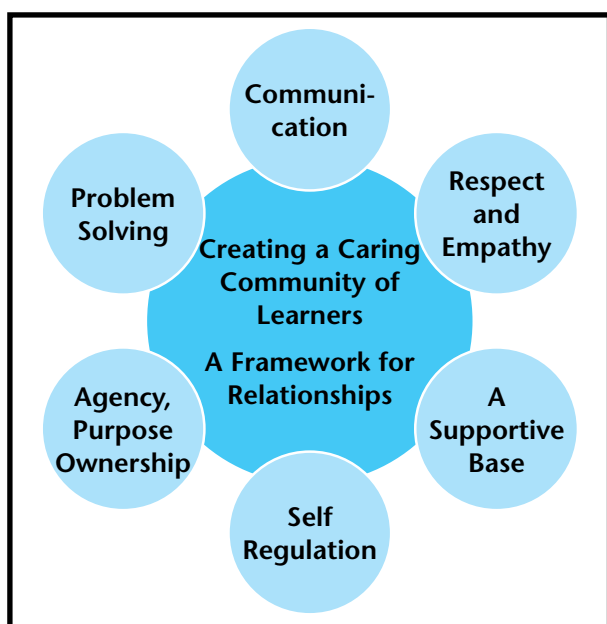 Communi-
cation
Respect
and
Empathy
A
Supportive
Base
Self
Regulation
Agency,
Purpose
Ownership
Problem
Solving
Creating a Caring
Community of
Learners
A Framework for
Relationships